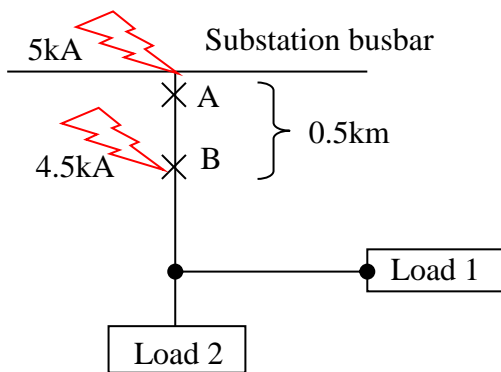 Substation busbar
5kA
A
0.5km
4.5kA
B
Load 1
Load 2